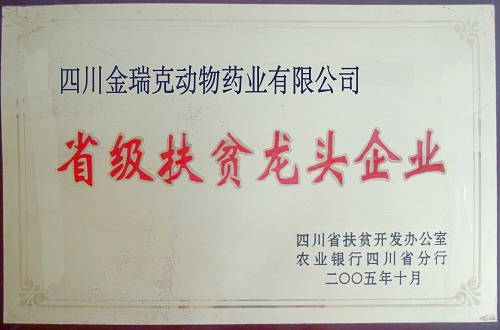 四川金瑞克动物药业有限公司
省级扶贫龙头企业
四川省扶贫开发办公室
农业银行四川省分行
二〇〇五年十月